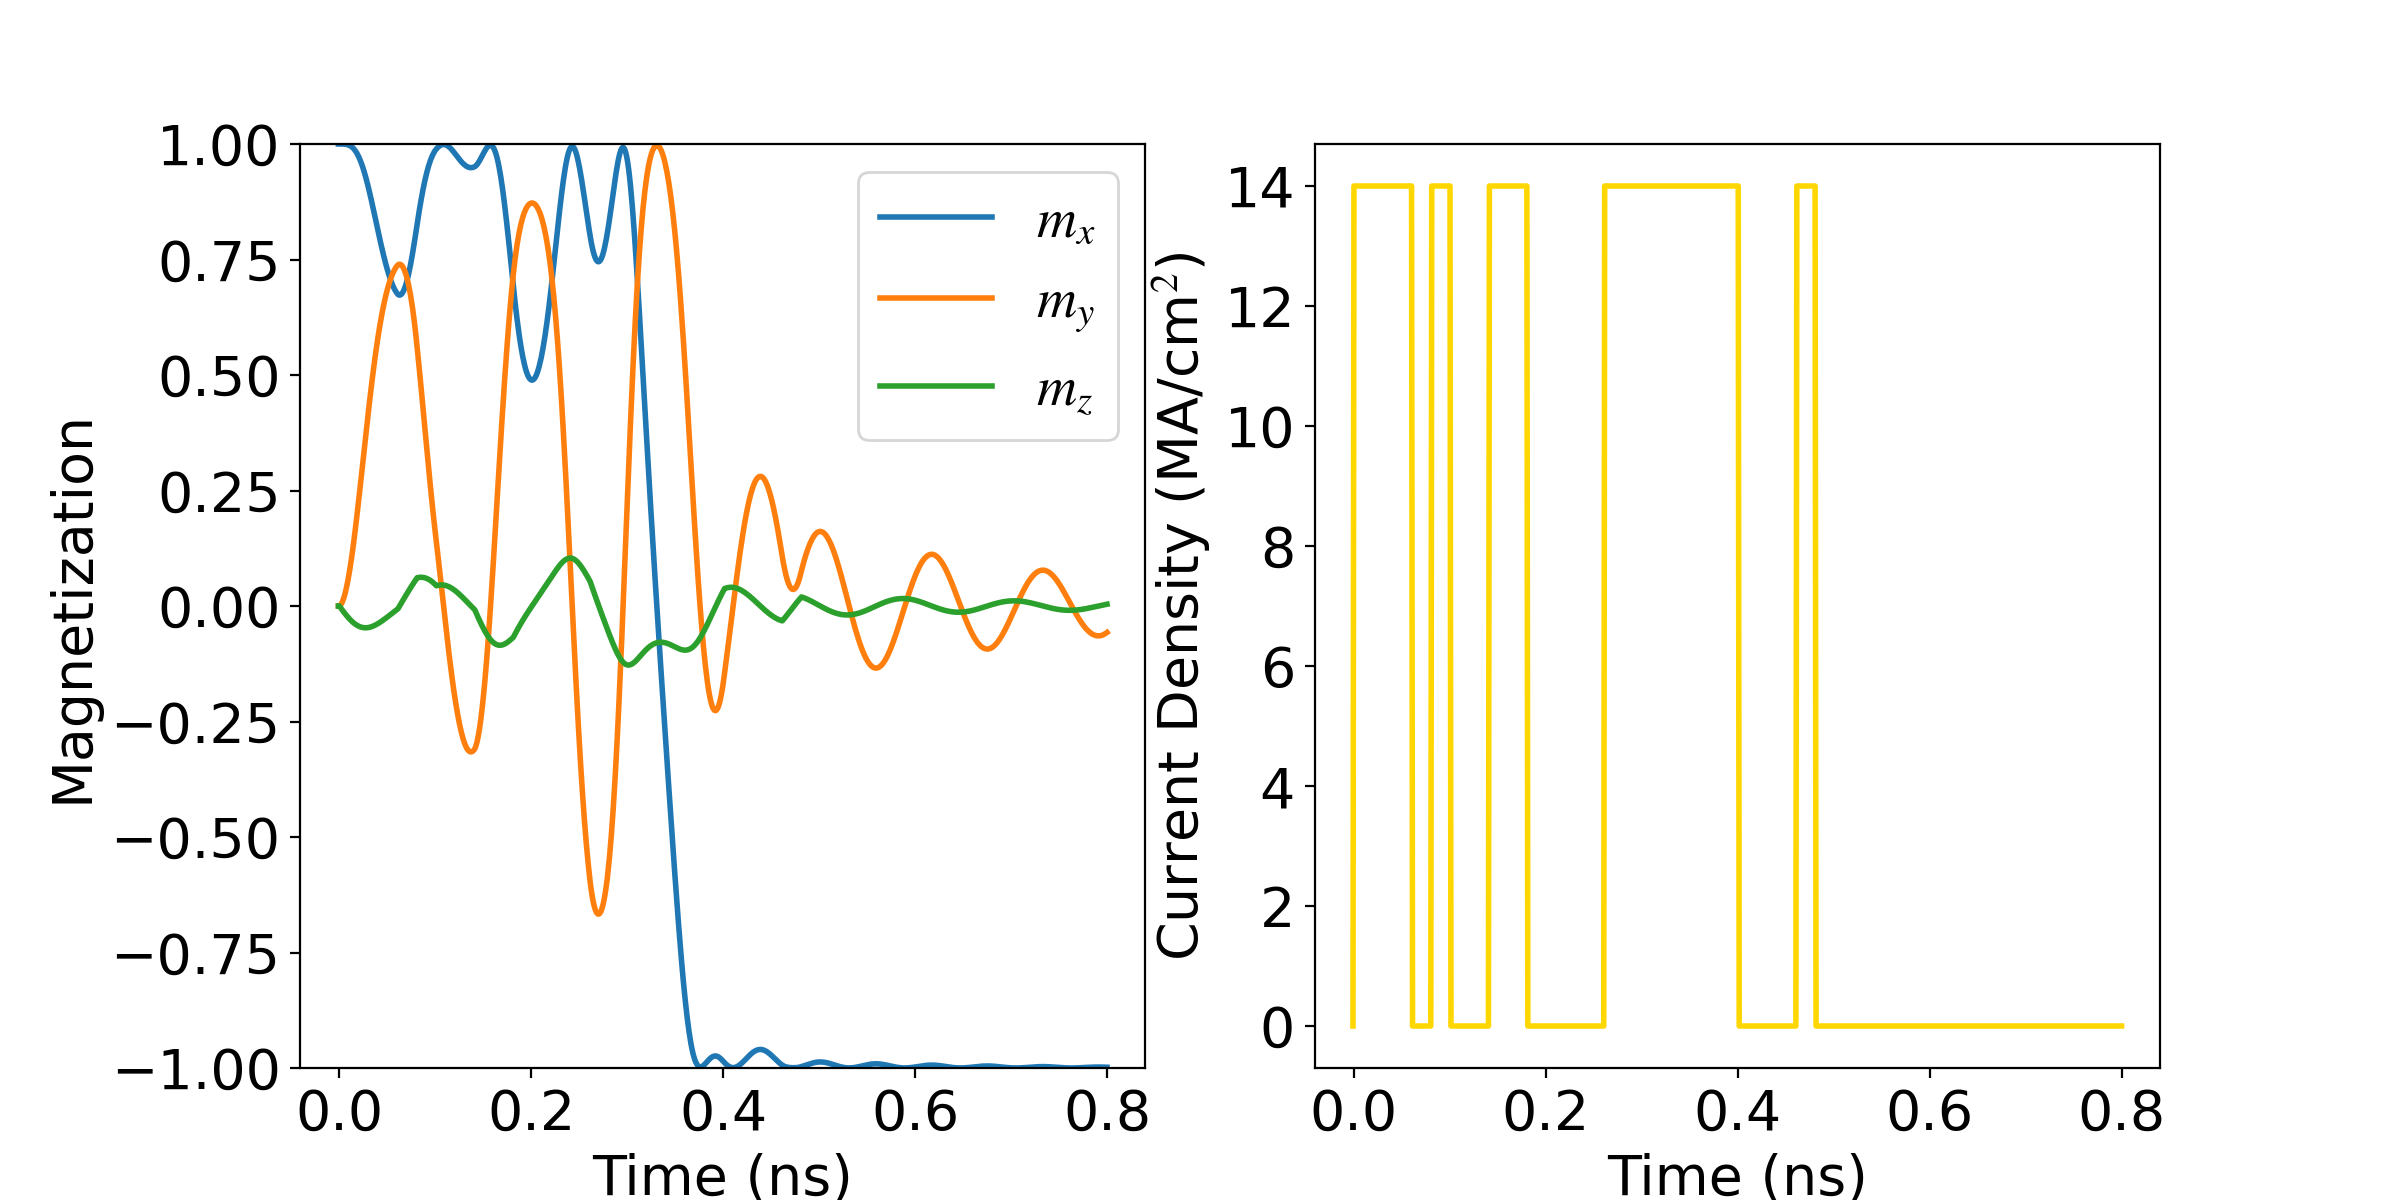 1.00
0.75
0.50
0.25
0.00
−0.25
−0.50
−0.75
−1.00
Magnetization
0.0 0.2 0.4 0.6 0.8
Time (ns)
m_x
m_y
m_z
14
12
10
8
6
4
2
0
Current Density (MA/cm²)
0.0 0.2 0.4 0.6 0.8
Time (ns)